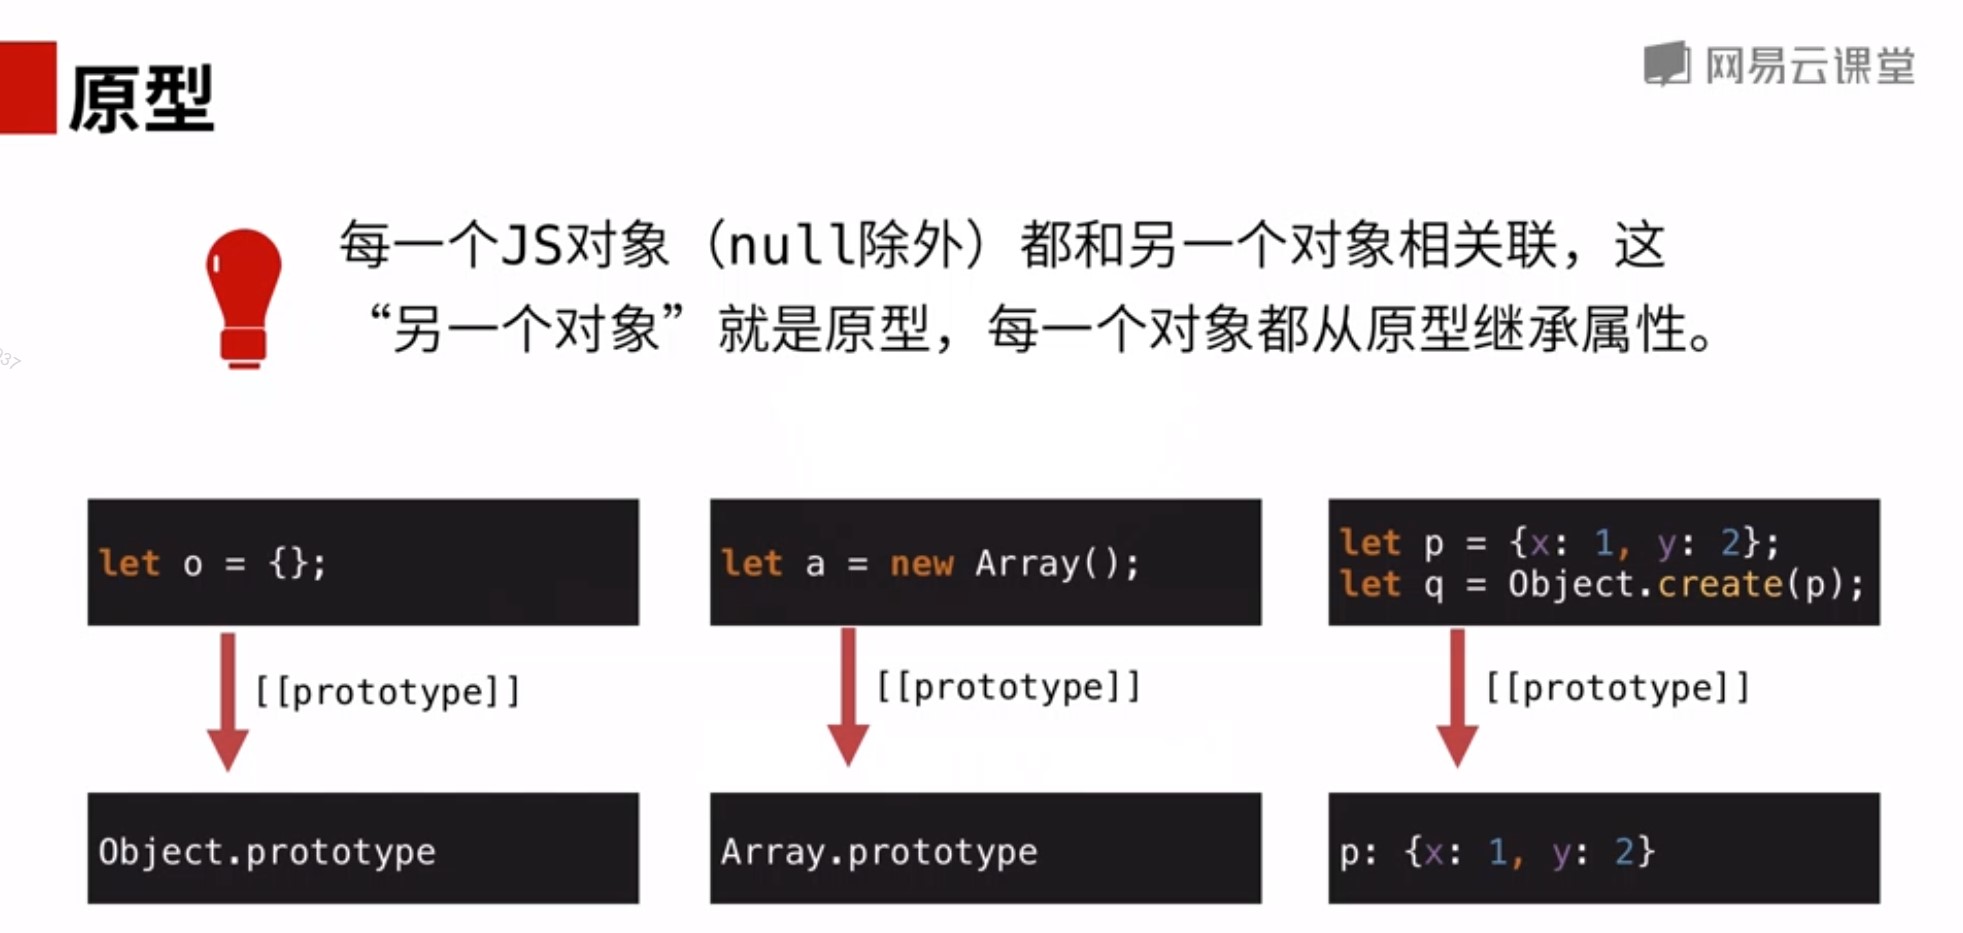 原型
网易云课堂
每一个JS对象（null除外）都和另一个对象相关联，这
“另一个对象”就是原型，每一个对象都从原型继承属性。
let o = {};
[[prototype]]
Object.prototype
let a = new Array();
[[prototype]]
Array.prototype
let p = {x: 1, y: 2};
let q = Object.create(p);
[[prototype]]
p: {x: 1, y: 2}